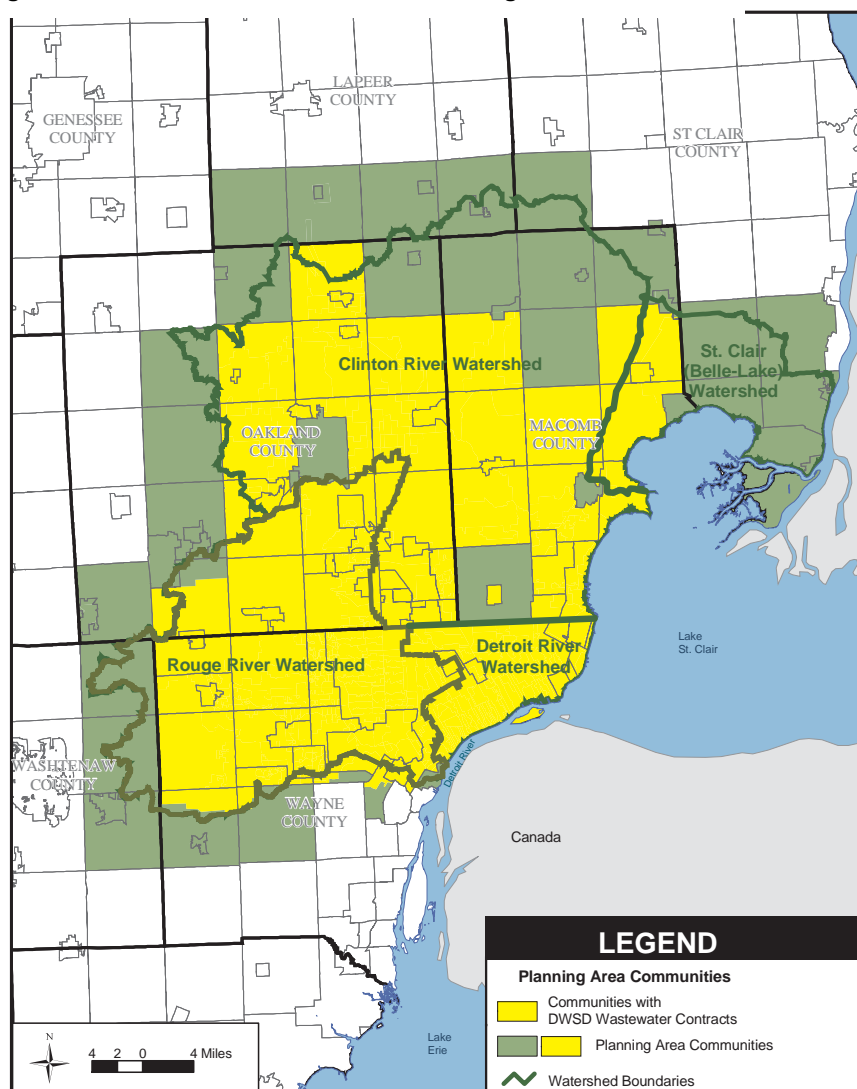 LAPEER
COUNTY
GENESSEE
COUNTY
ST CLAIR
COUNTY
Clinton River Watershed
St. Clair
(Belle-Lake)
Watershed
OAKLAND
COUNTY
MACOMB
COUNTY
Lake
St. Clair
Rouge River Watershed
Detroit River
Watershed
WASHTENAW
COUNTY
WAYNE
COUNTY
Detroit River
Canada
LEGEND
Planning Area Communities
Communities with
DWSD Wastewater Contracts
Planning Area Communities
Watershed Boundaries
N
4 2 0 4 Miles
Lake
Erie